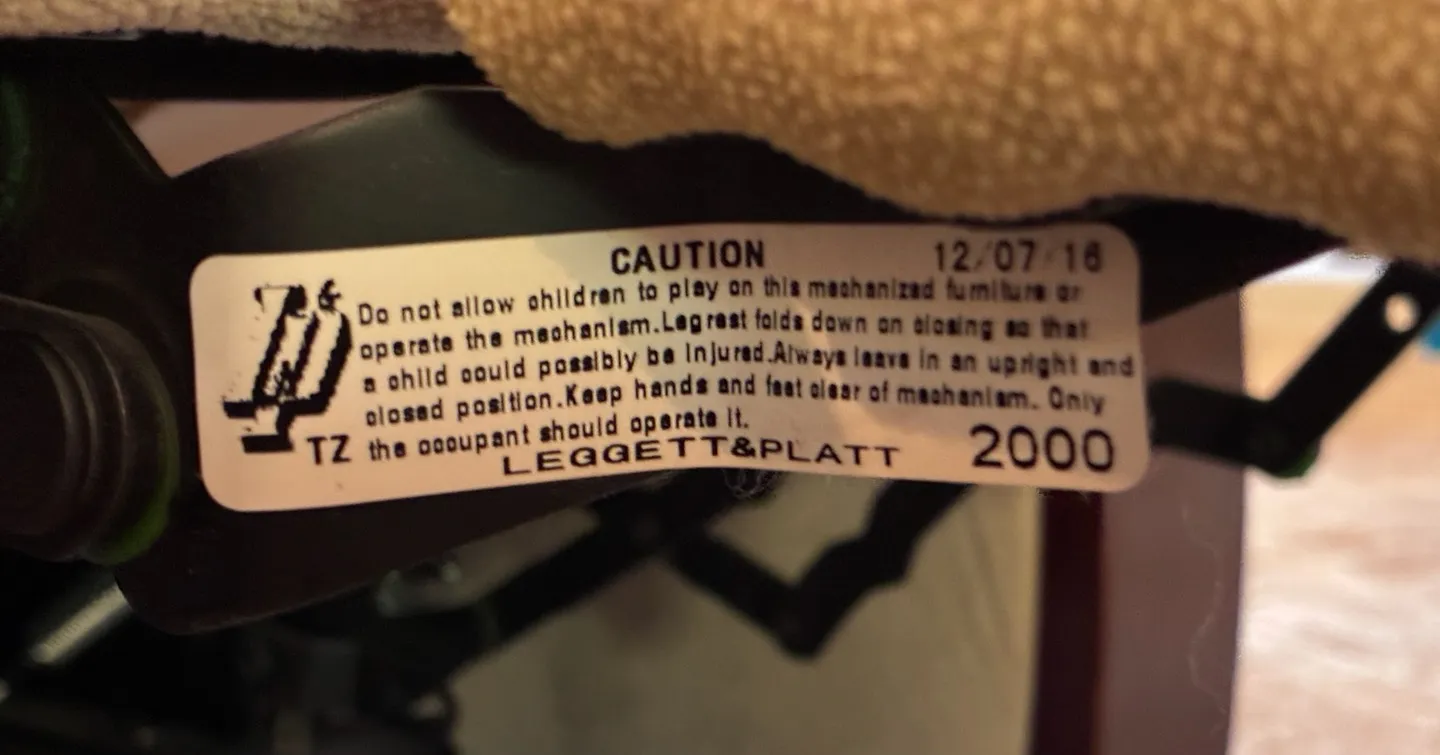 CAUTION 12/07/16
L&P
Do not allow children to play on this mechanized furniture or
operate the mechanism.Legrest folds down on closing so that
a child could possibly be injured.Always leave in an upright and
closed position.Keep hands and feet clear of mechanism. Only
TZ the occupant should operate it.
LEGGETT&PLATT 2000